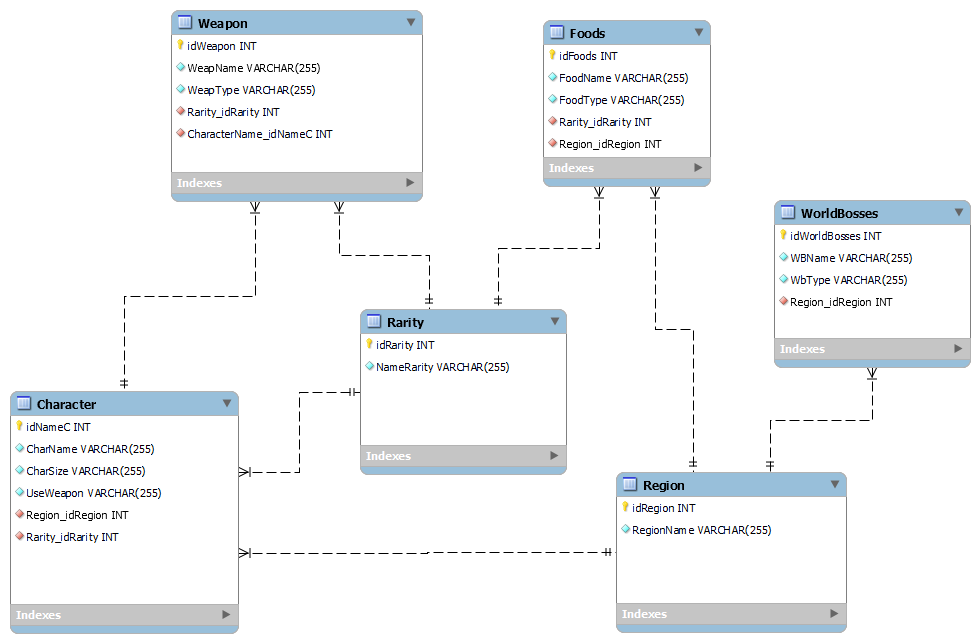 Weapon
idWeapon INT
WeapName VARCHAR(255)
WeapType VARCHAR(255)
Rarity_idRarity INT
CharacterName_idNameC INT
Indexes
Foods
idFoods INT
FoodName VARCHAR(255)
FoodType VARCHAR(255)
Rarity_idRarity INT
Region_idRegion INT
Indexes
WorldBosses
idWorldBosses INT
WBName VARCHAR(255)
WbType VARCHAR(255)
Region_idRegion INT
Indexes
Rarity
idRarity INT
NameRarity VARCHAR(255)
Indexes
Character
idNameC INT
CharName VARCHAR(255)
CharSize VARCHAR(255)
UseWeapon VARCHAR(255)
Region_idRegion INT
Rarity_idRarity INT
Indexes
Region
idRegion INT
RegionName VARCHAR(255)
Indexes